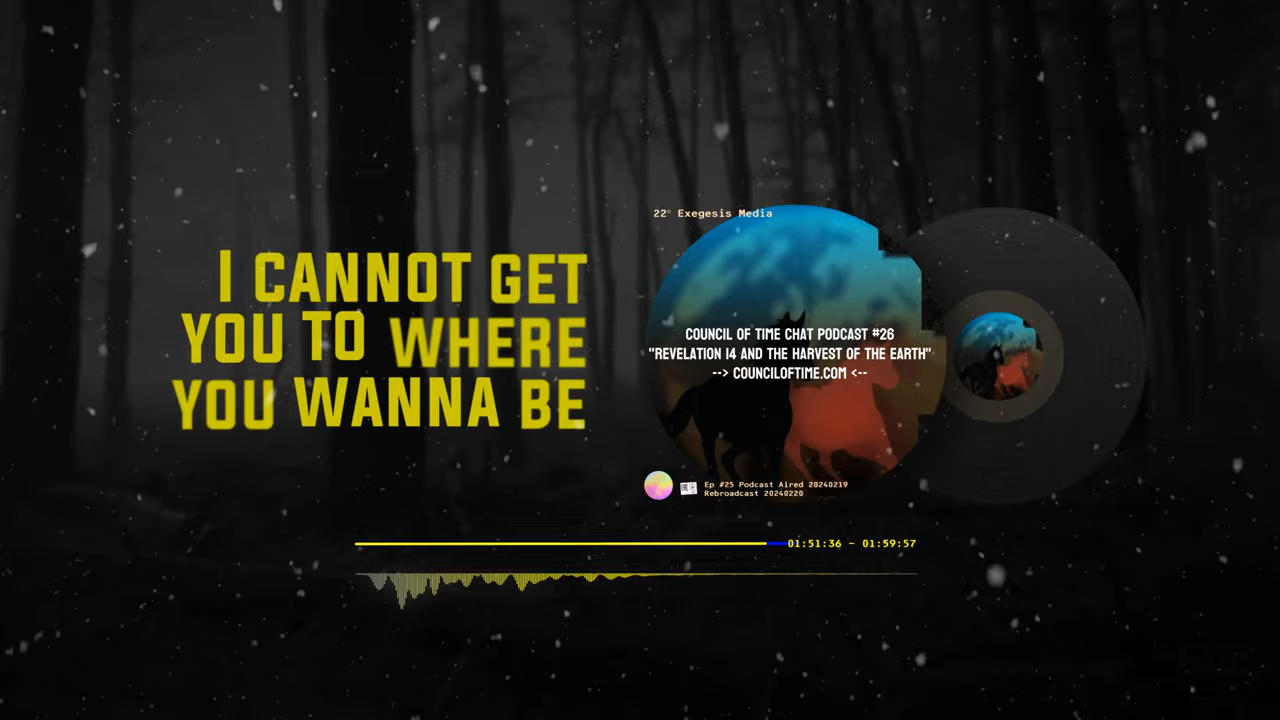 22° Exegesis Media
I CANNOT GET
YOU TO WHERE
YOU WANNA BE
COUNCIL OF TIME CHAT PODCAST #26
"REVELATION 14 AND THE HARVEST OF THE EARTH"
--> COUNCILOFTIME.COM <--
Ep #25 Podcast Aired 20240219
Rebroadcast 20240220
01:51:36 - 01:59:57